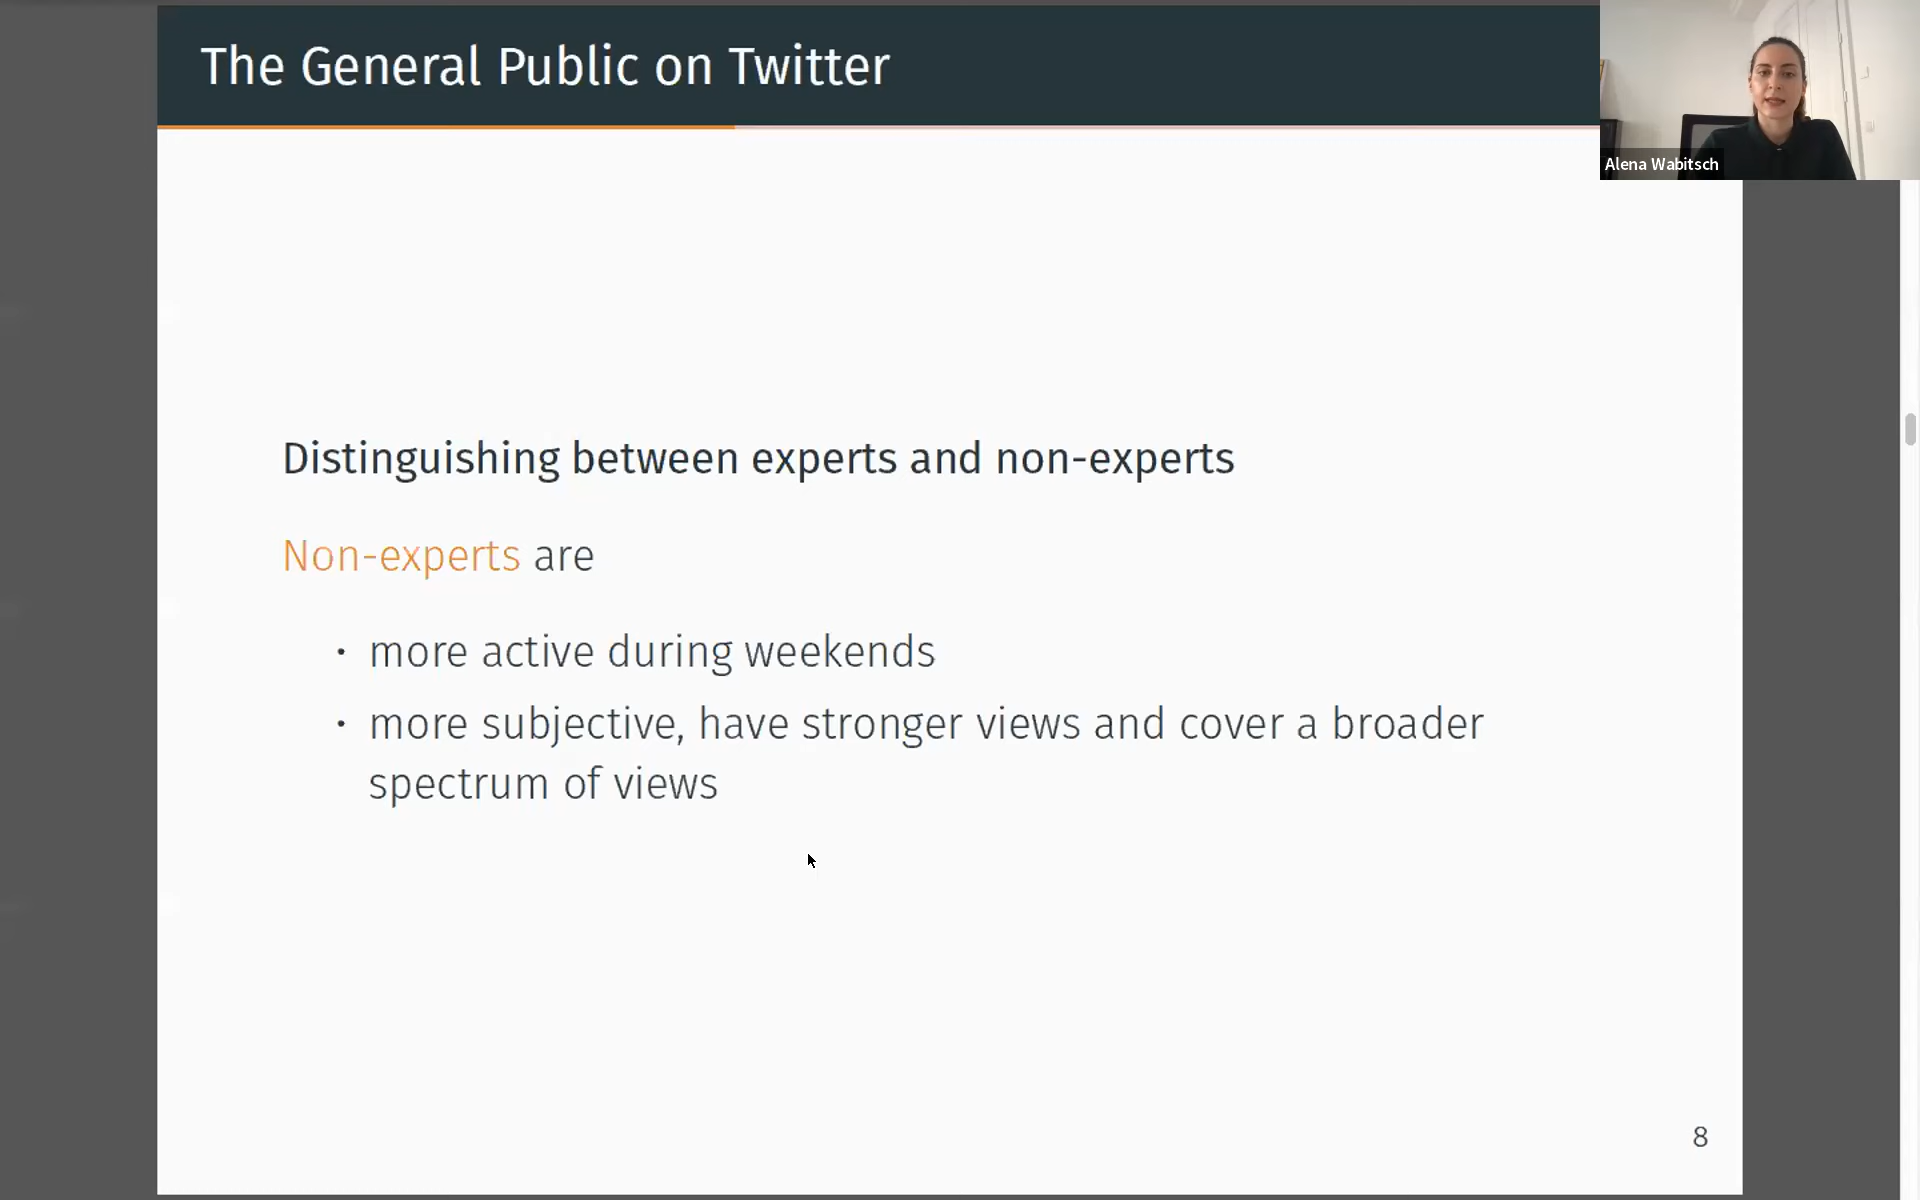 The General Public on Twitter
Alena Wabitsch
Distinguishing between experts and non-experts
Non-experts are
· more active during weekends
· more subjective, have stronger views and cover a broader
spectrum of views
8